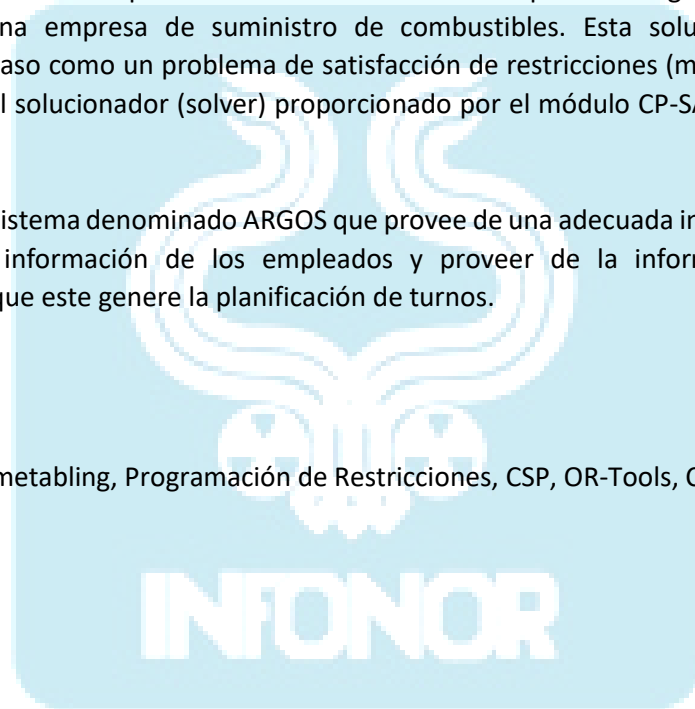 na empresa de suministro de combustibles. Esta solu
aso como un problema de satisfacción de restricciones (m
l solucionador (solver) proporcionado por el módulo CP-SA
istema denominado ARGOS que provee de una adecuada in
información de los empleados y proveer de la inform
que este genere la planificación de turnos.
metabling, Programación de Restricciones, CSP, OR-Tools, C
INFONOR